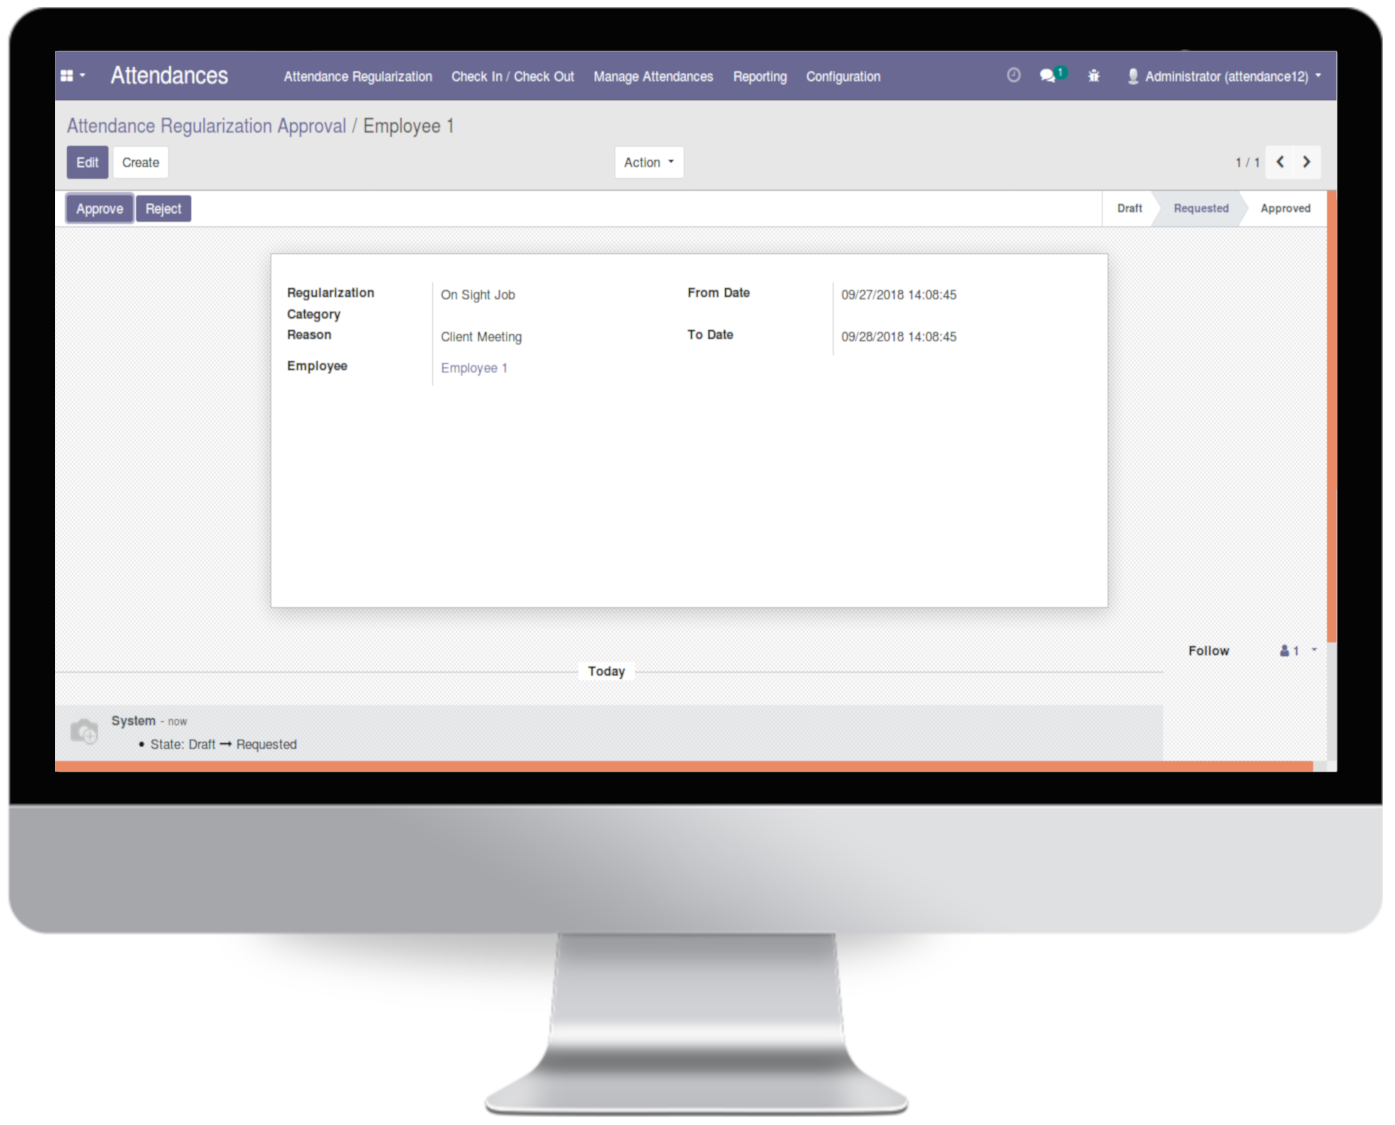 Attendances Attendance Regularization Check In / Check Out Manage Attendances Reporting Configuration 1 Administrator (attendance12)
Attendance Regularization Approval / Employee 1
Edit Create Action 1 / 1
Approve Reject Draft Requested Approved
Regularization Category On Sight Job From Date 09/27/2018 14:08:45
Reason Client Meeting To Date 09/28/2018 14:08:45
Employee Employee 1
Follow 1
Today
System - now
• State: Draft → Requested